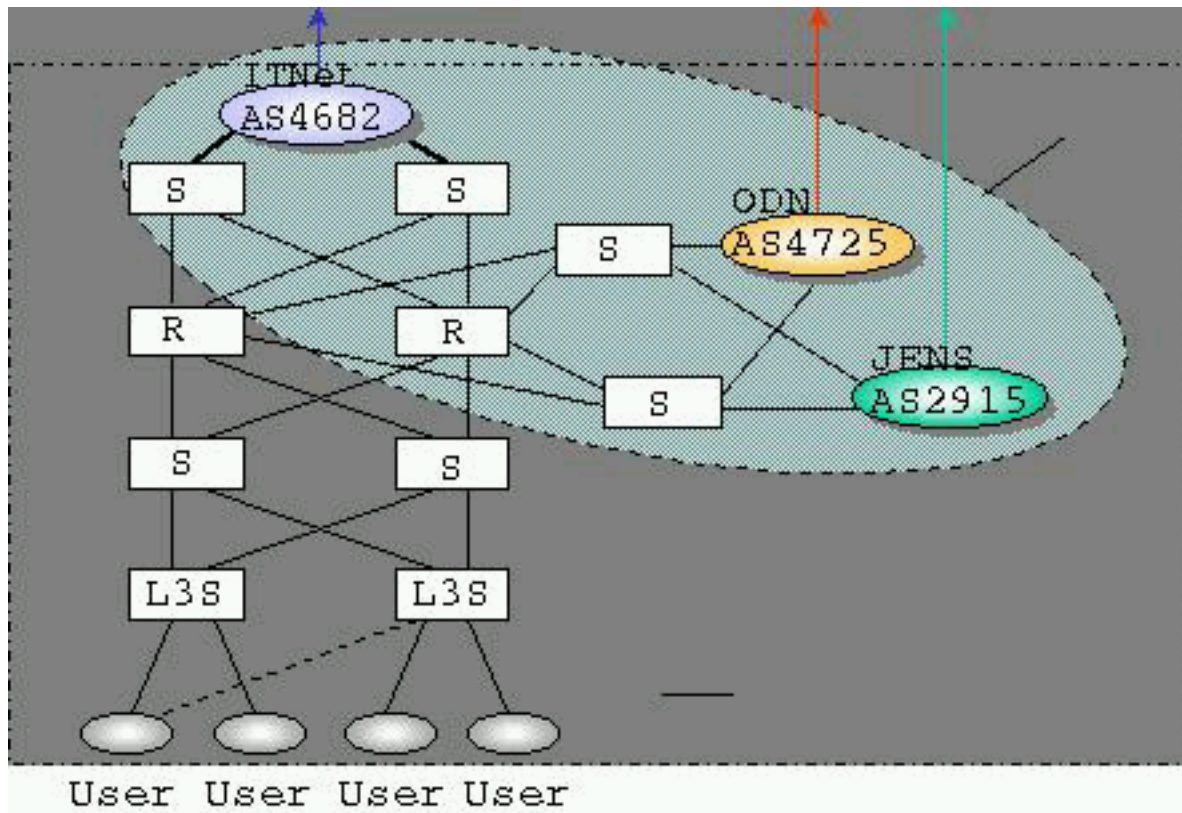 ITNet
AS4682
S S
ODN
S AS4725
R R
JENS
S AS2915
S S
L3S L3S
User User User User